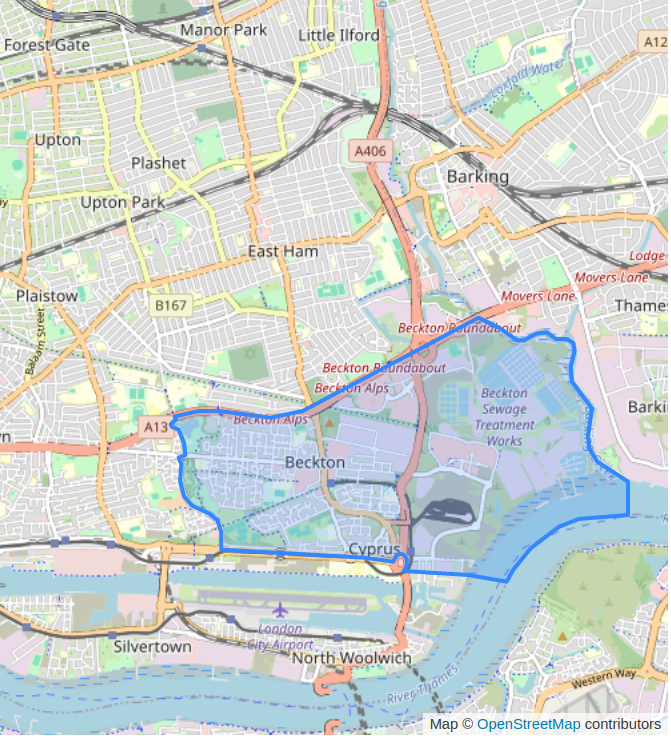 Manor Park
Little Ilford
Forest Gate
A12
Loxford Water
Upton
A406
Plashet
Barking
Upton Park
East Ham
Lodge
Movers Lane
Plaistow
Movers Lane
B167
Thames
Balaam Street
Beckton Roundabout
Beckton Roundabout
Beckton Alps
Beckton
Sewage
Treatment
Works
Barki
A13
Beckton Alps
wn
Beckton
Cyprus
London
City Airport
Silvertown
North Woolwich
River Thames
Western Way
N
Map © OpenStreetMap contributors